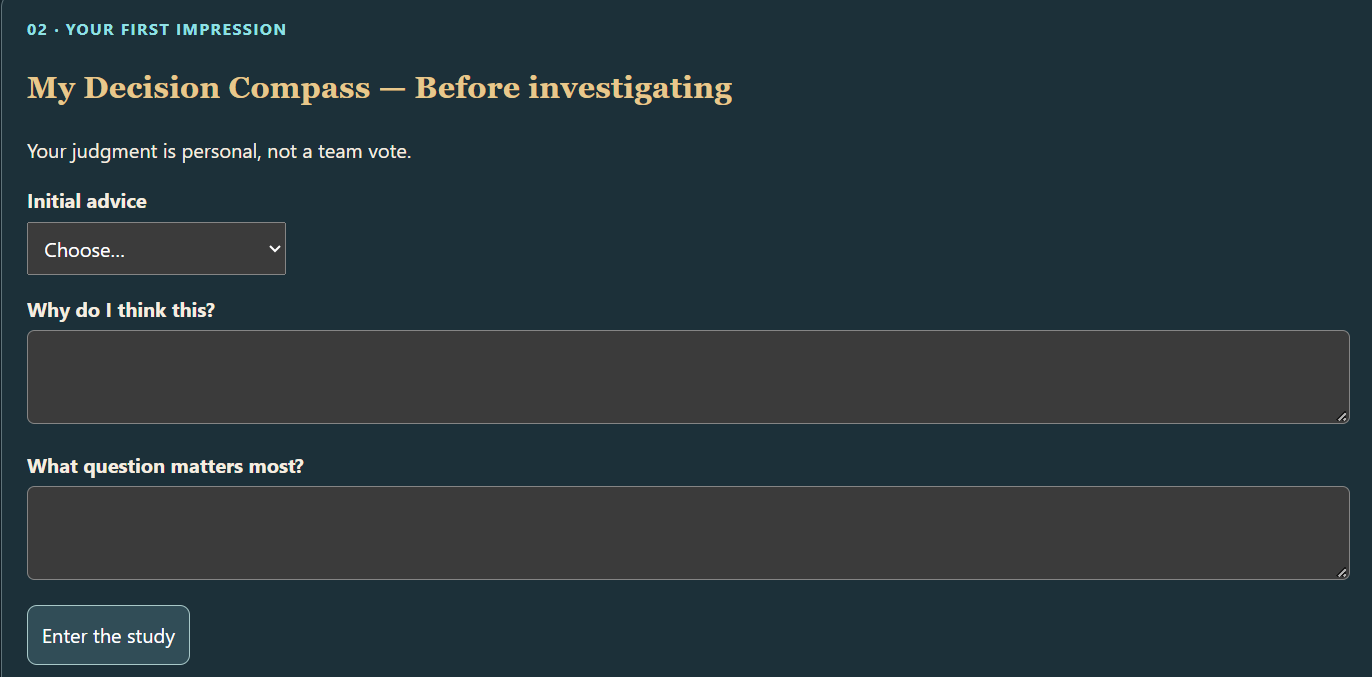 02 · YOUR FIRST IMPRESSION
My Decision Compass — Before investigating
Your judgment is personal, not a team vote.
Initial advice
Choose...
Why do I think this?
What question matters most?
Enter the study